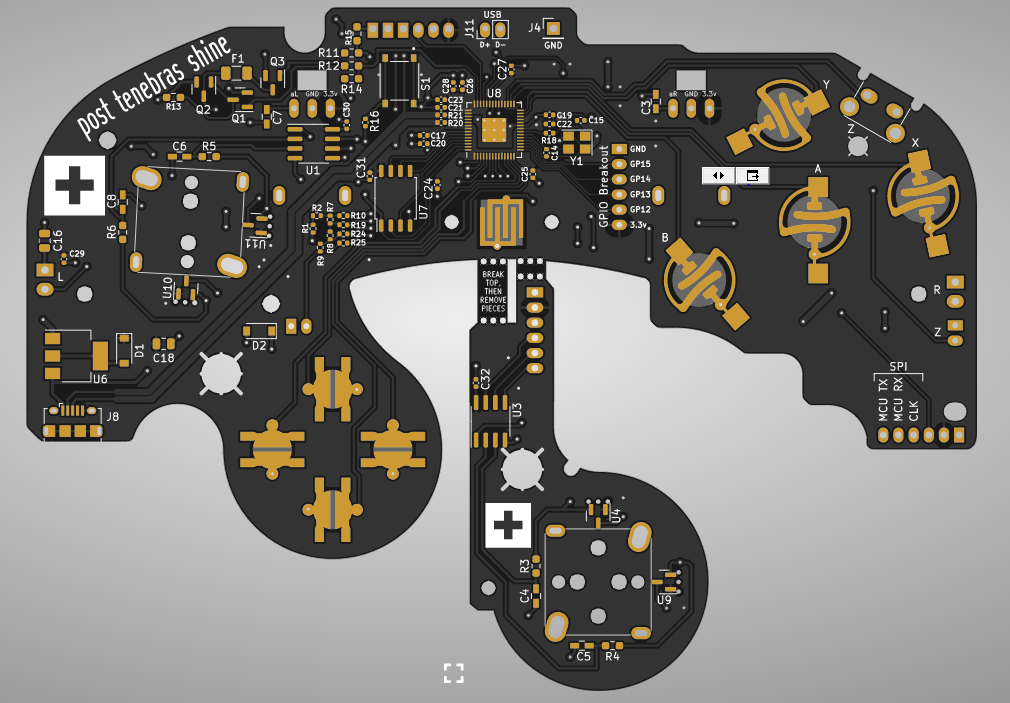 post tenebras shine
USB
J11
D+ D-
J4
GND
R15
R11
R12
R14
F1
Q3
R13
Q2
Q1
C7
aL GND 3.3v
C30
R16
S1
C28
C26
C27
C23
C21
R21
R20
U8
C17
C20
G19
C22
C15
R18
C14
Y1
C3
aR GND 3.3v
Y
Z
X
A
B
C6
R5
U1
C31
C24
U7
C25
GPIO Breakout
GND
GP15
GP14
GP13
GP12
3.3v
C8
R6
C16
C29
L
U11
U10
R2
R7
R1
R8
R9
R10
R19
R24
R25
BREAK
TOP,
THEN
REMOVE
PIECES
R
Z
D2
D1
C18
U6
J8
C32
U3
SPI
MCU TX
MCU RX
CLK
U4
R3
C4
U9
C5
R4